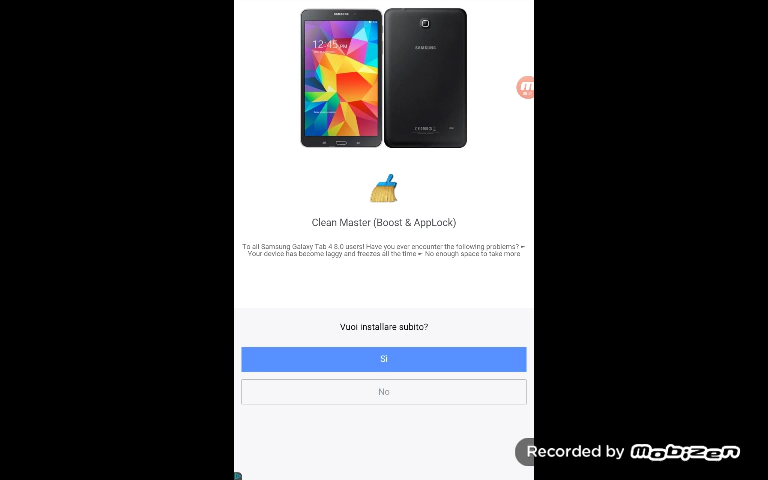 SAMSUNG
12:45 PM
SAMSUNG
Clean Master (Boost & AppLock)
To all Samsung Galaxy Tab 4 8.0 users! Have you ever encounter the following problems? ►
Your device has become laggy and freezes all the time ► No enough space to take more
Vuoi installare subito?
Sì
No
Recorded by mobizen